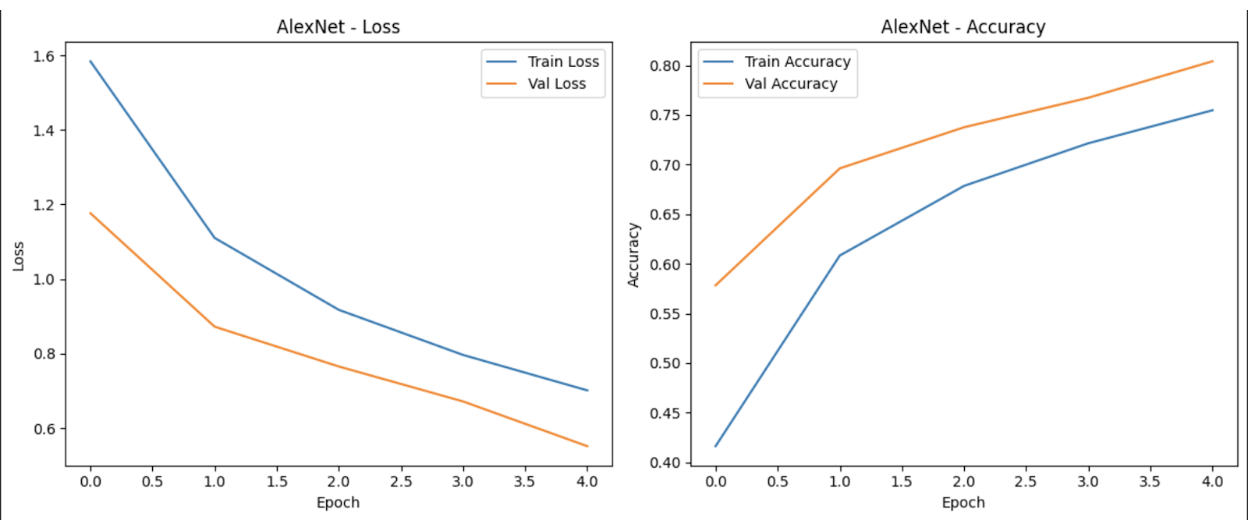 AlexNet - Loss
1.6
1.4
1.2
1.0
0.8
0.6
Loss
Train Loss
Val Loss
0.0 0.5 1.0 1.5 2.0 2.5 3.0 3.5 4.0
Epoch
AlexNet - Accuracy
0.80
0.75
0.70
0.65
0.60
0.55
0.50
0.45
0.40
Accuracy
Train Accuracy
Val Accuracy
0.0 0.5 1.0 1.5 2.0 2.5 3.0 3.5 4.0
Epoch